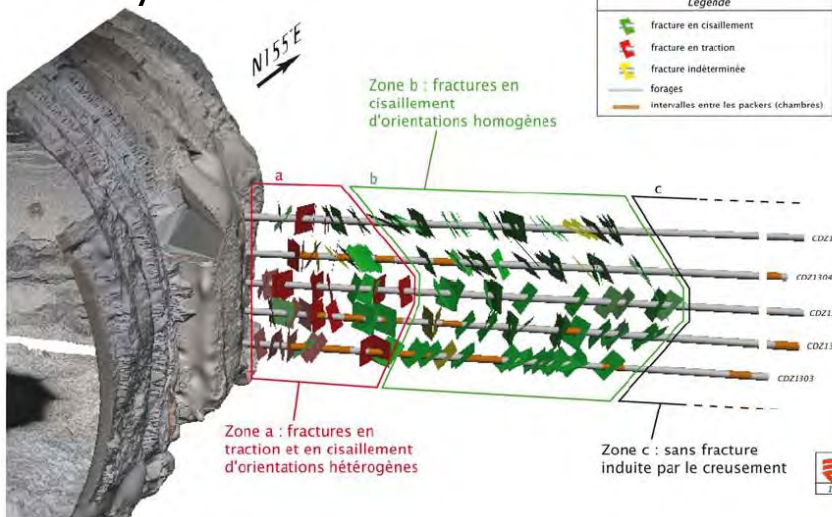 Légende
fracture en cisaillement
fracture en traction
fracture indéterminée
forages
intervalles entre les packers (chambres)
N155°E
Zone b : fractures en
cisaillement
d'orientations homogènes
a
b
c
CDZ1304
CDZ1303
Zone a : fractures en
traction et en cisaillement
d'orientations hétérogènes
Zone c : sans fracture
induite par le creusement